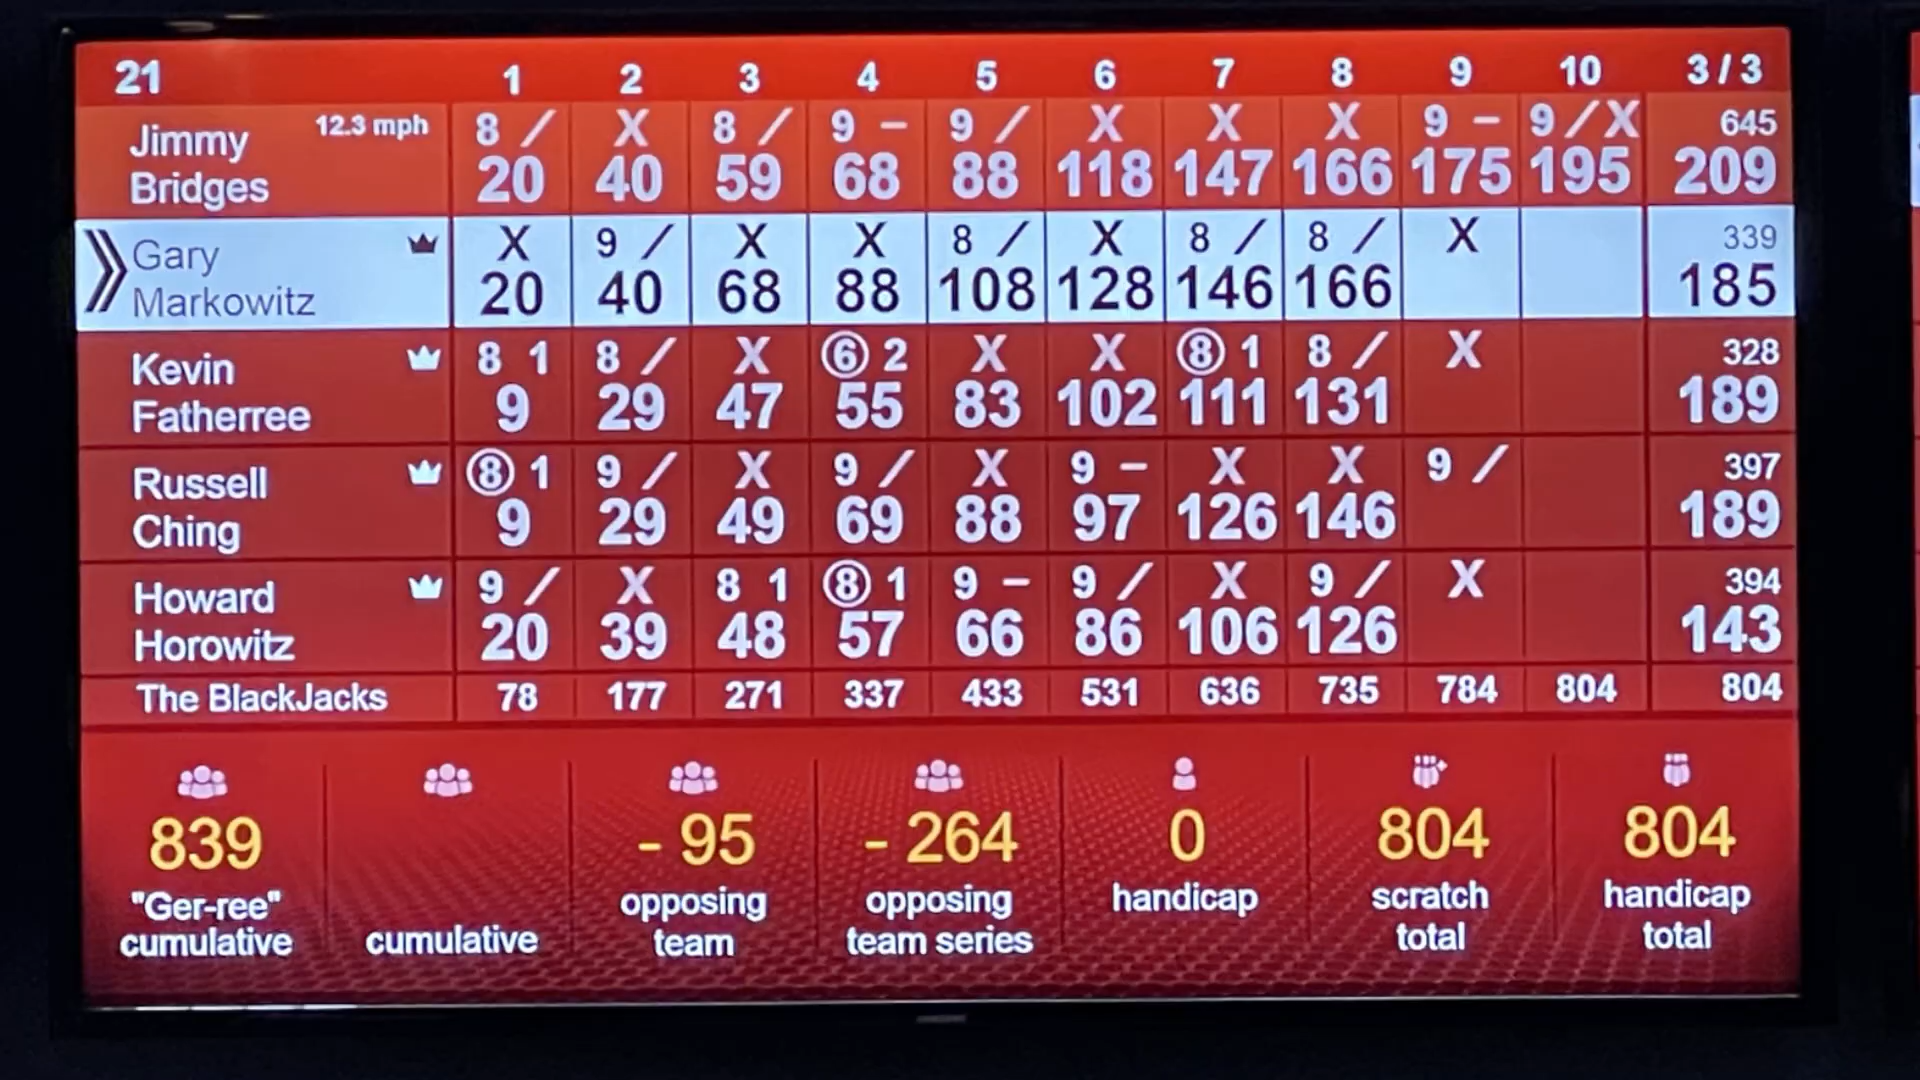 21 1 2 3 4 5 6 7 8 9 10 3 / 3
Jimmy 12.3 mph 8 / X 8 / 9 - 9 / X X X 9 - 9 / X 645
Bridges 20 40 59 68 88 118 147 166 175 195 209
Gary X 9 / X X 8 / X 8 / 8 / X 339
Markowitz 20 40 68 88 108 128 146 166 185
Kevin 8 1 8 / X 6 2 X X 8 1 8 / X 328
Fatherree 9 29 47 55 83 102 111 131 189
Russell 8 1 9 / X 9 / X 9 - X X 9 / 397
Ching 9 29 49 69 88 97 126 146 189
Howard 9 / X 8 1 8 1 9 - 9 / X 9 / X 394
Horowitz 20 39 48 57 66 86 106 126 143
The BlackJacks 78 177 271 337 433 531 636 735 784 804 804
839 - 95 - 264 0 804 804
"Ger-ree" opposing opposing handicap scratch handicap
cumulative cumulative team team series total total